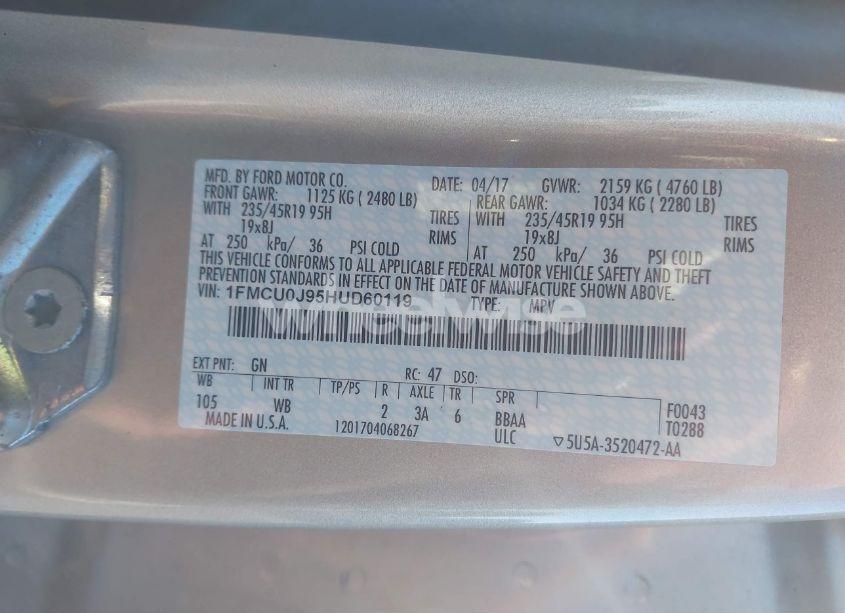 MFD. BY FORD MOTOR CO. DATE: 04/17 GVWR: 2159 KG ( 4760 LB)
FRONT GAWR: 1125 KG ( 2480 LB) REAR GAWR: 1034 KG ( 2280 LB)
WITH 235/45R19 95H TIRES WITH 235/45R19 95H TIRES
19x8J RIMS 19x8J RIMS
AT 250 kPa/ 36 PSI COLD AT 250 kPa/ 36 PSI COLD
THIS VEHICLE CONFORMS TO ALL APPLICABLE FEDERAL MOTOR VEHICLE SAFETY AND THEFT
PREVENTION STANDARDS IN EFFECT ON THE DATE OF MANUFACTURE SHOWN ABOVE.
VIN: 1FMCU0J95HUD60119 TYPE: MPV
wheelwise
EXT PNT: GN RC: 47 DSO:
WB INT TR TP/PS R AXLE TR SPR
105 WB 2 3A 6 BBAA F0043
MADE IN U.S.A. 1201704068267 ULC T0288
▽5U5A-3520472-AA